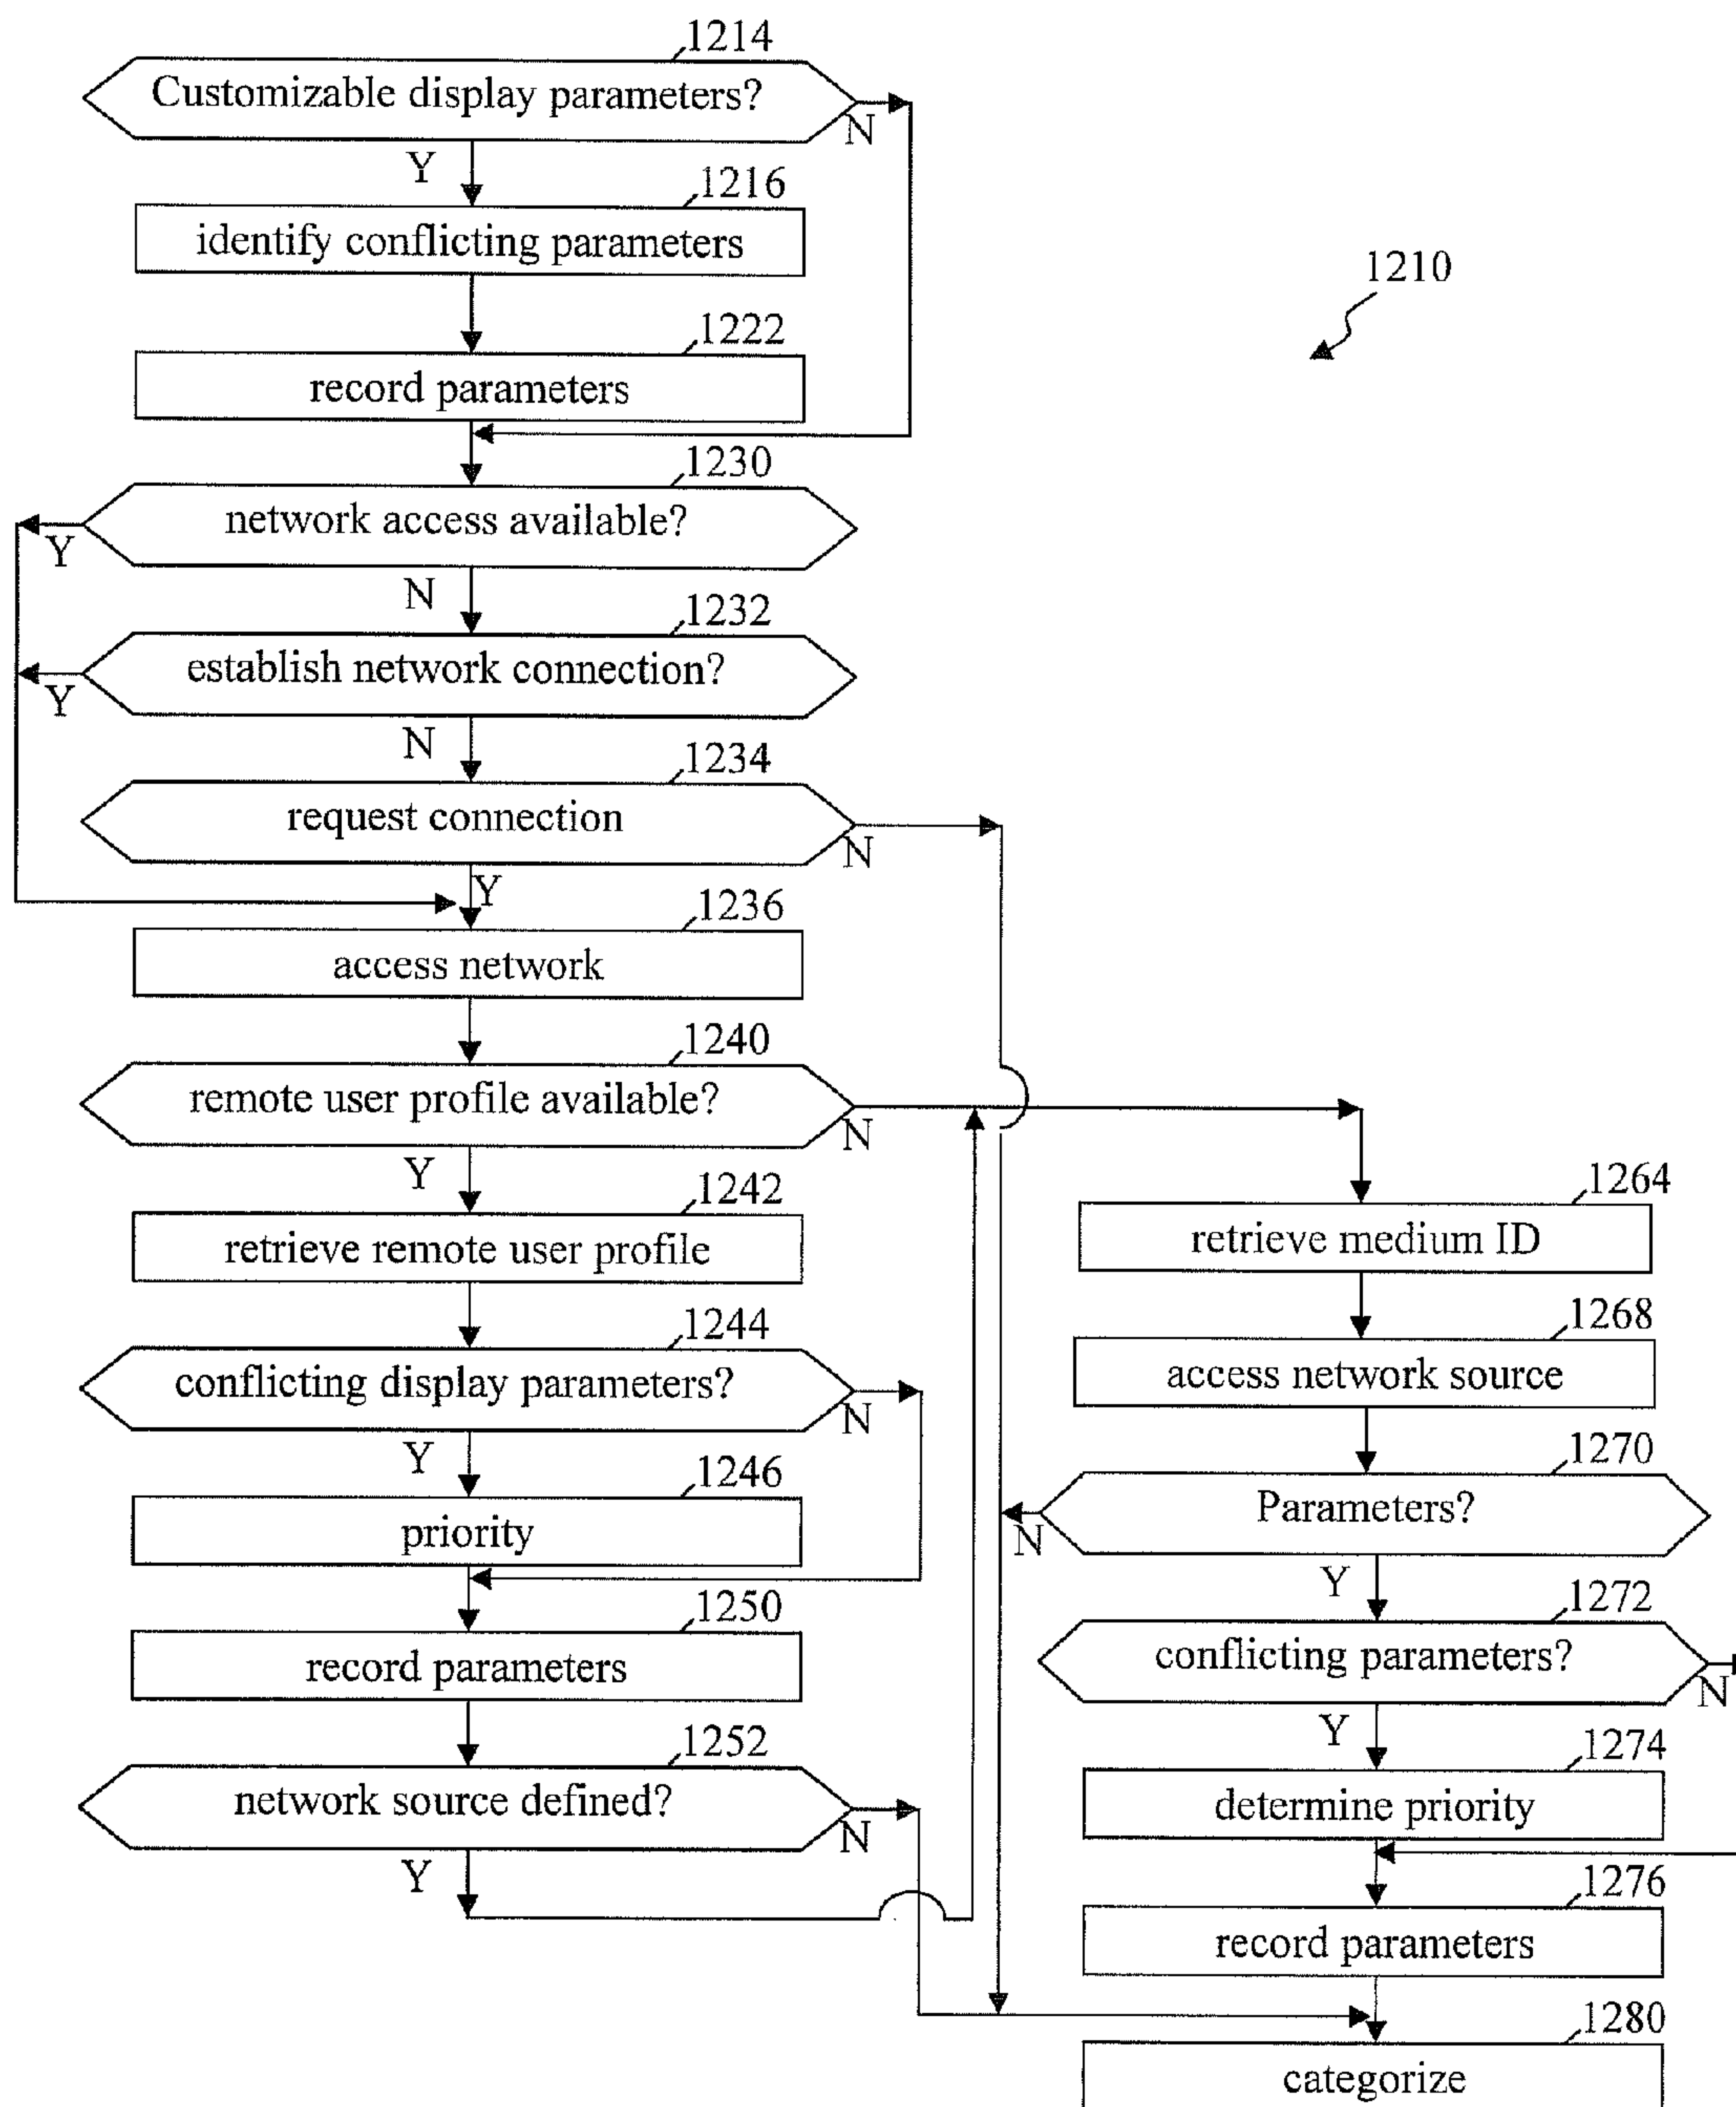 1214
Customizable display parameters?
N
Y
1216
identify conflicting parameters
1210
1222
record parameters
1230
network access available?
Y
N
1232
establish network connection?
Y
N
1234
request connection
N
Y
1236
access network
1240
remote user profile available?
N
Y
1242
retrieve remote user profile
1244
conflicting display parameters?
N
Y
1246
priority
1250
record parameters
1252
network source defined?
N
Y
1264
retrieve medium ID
1268
access network source
1270
Parameters?
N
Y
1272
conflicting parameters?
N
Y
1274
determine priority
1276
record parameters
1280
categorize